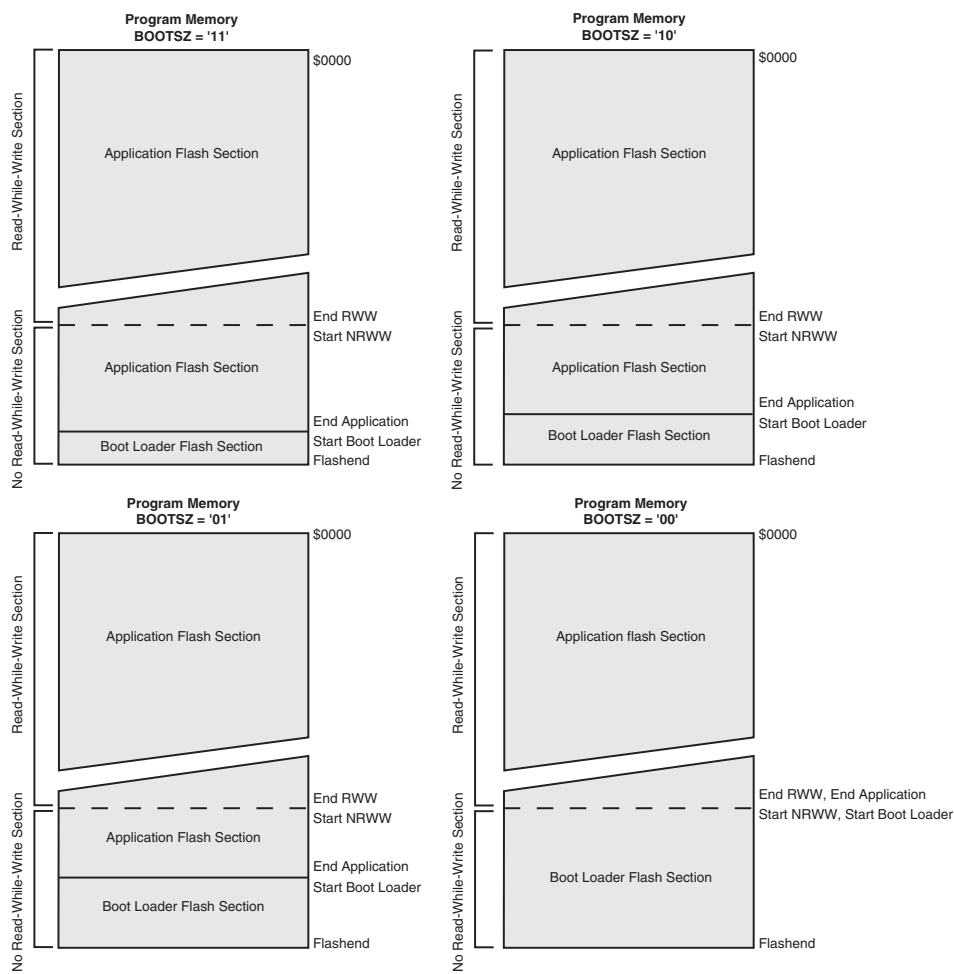 Program Memory
BOOTSZ = '11'
$0000
Read-While-Write Section
Application Flash Section
End RWW
Start NRWW
No Read-While-Write Section
Application Flash Section
End Application
Start Boot Loader
Boot Loader Flash Section
Flashend
Program Memory
BOOTSZ = '10'
$0000
Read-While-Write Section
Application Flash Section
End RWW
Start NRWW
No Read-While-Write Section
Application Flash Section
End Application
Start Boot Loader
Boot Loader Flash Section
Flashend
Program Memory
BOOTSZ = '01'
$0000
Read-While-Write Section
Application Flash Section
End RWW
Start NRWW
No Read-While-Write Section
Application Flash Section
End Application
Start Boot Loader
Boot Loader Flash Section
Flashend
Program Memory
BOOTSZ = '00'
$0000
Read-While-Write Section
Application flash Section
End RWW, End Application
Start NRWW, Start Boot Loader
No Read-While-Write Section
Boot Loader Flash Section
Flashend